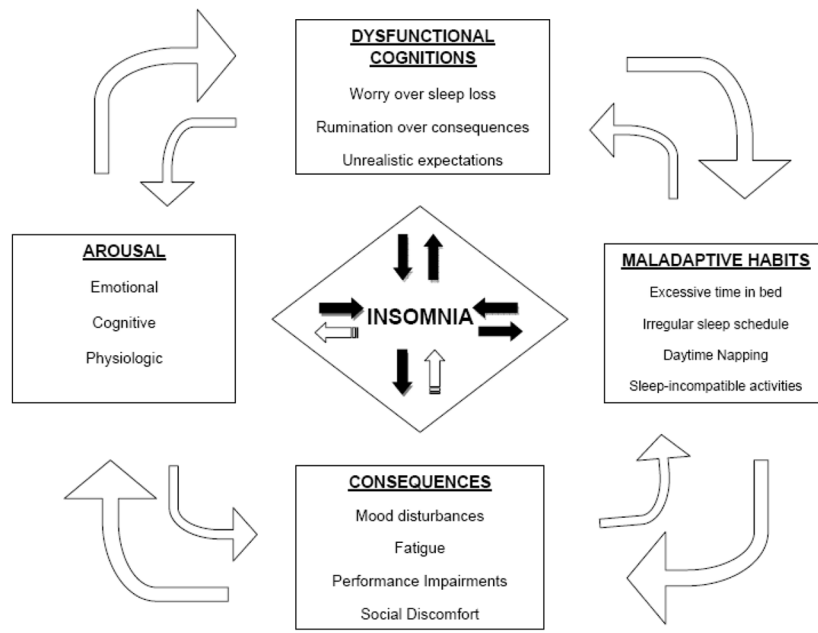 DYSFUNCTIONAL
COGNITIONS
Worry over sleep loss
Rumination over consequences
Unrealistic expectations
AROUSAL
Emotional
Cognitive
Physiologic
INSOMNIA
MALADAPTIVE HABITS
Excessive time in bed
Irregular sleep schedule
Daytime Napping
Sleep-incompatible activities
CONSEQUENCES
Mood disturbances
Fatigue
Performance Impairments
Social Discomfort